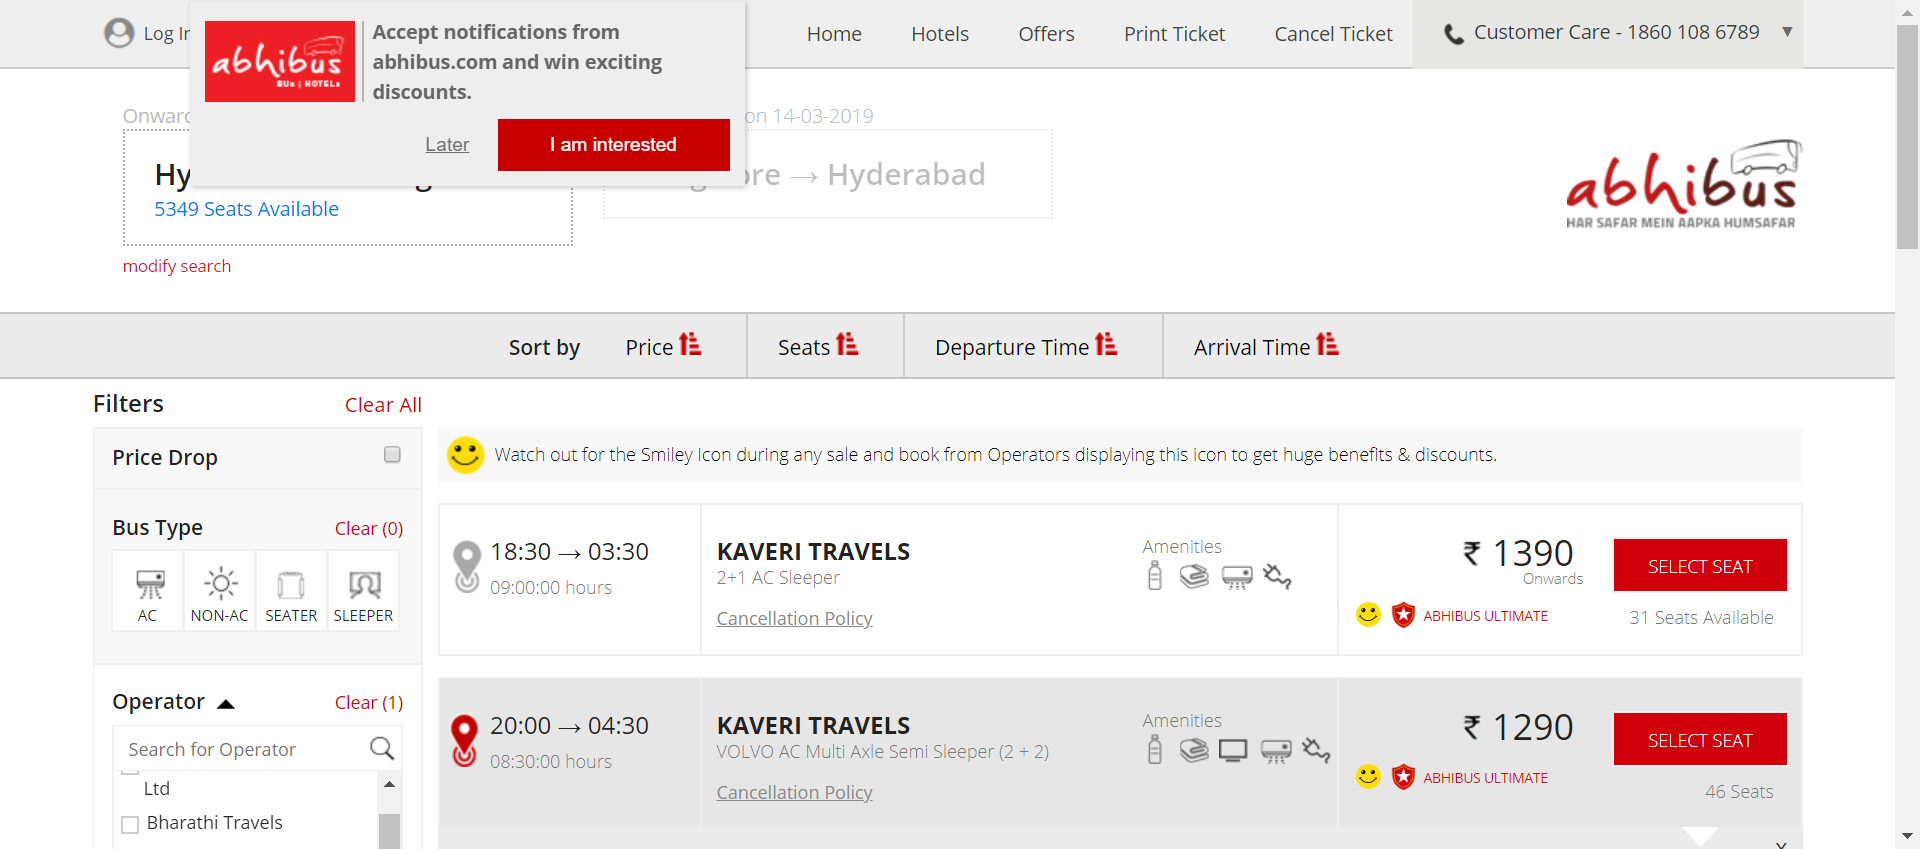 Log In
abhibus
BUS | HOTELS
Accept notifications from
abhibus.com and win exciting
discounts.
Later
I am interested
Home
Hotels
Offers
Print Ticket
Cancel Ticket
Customer Care - 1860 108 6789
on 14-03-2019
Hy
5349 Seats Available
→ Hyderabad
modify search
abhibus
HAR SAFAR MEIN AAPKA HUMSAFAR
Sort by
Price
Seats
Departure Time
Arrival Time
Filters
Clear All
Price Drop
Bus Type
Clear (0)
AC
NON-AC
SEATER
SLEEPER
Operator
Clear (1)
Search for Operator
Ltd
Bharathi Travels
Watch out for the Smiley Icon during any sale and book from Operators displaying this icon to get huge benefits & discounts.
18:30 → 03:30
09:00:00 hours
KAVERI TRAVELS
2+1 AC Sleeper
Cancellation Policy
Amenities
₹ 1390
Onwards
ABHIBUS ULTIMATE
SELECT SEAT
31 Seats Available
20:00 → 04:30
08:30:00 hours
KAVERI TRAVELS
VOLVO AC Multi Axle Semi Sleeper (2 + 2)
Cancellation Policy
Amenities
₹ 1290
ABHIBUS ULTIMATE
SELECT SEAT
46 Seats